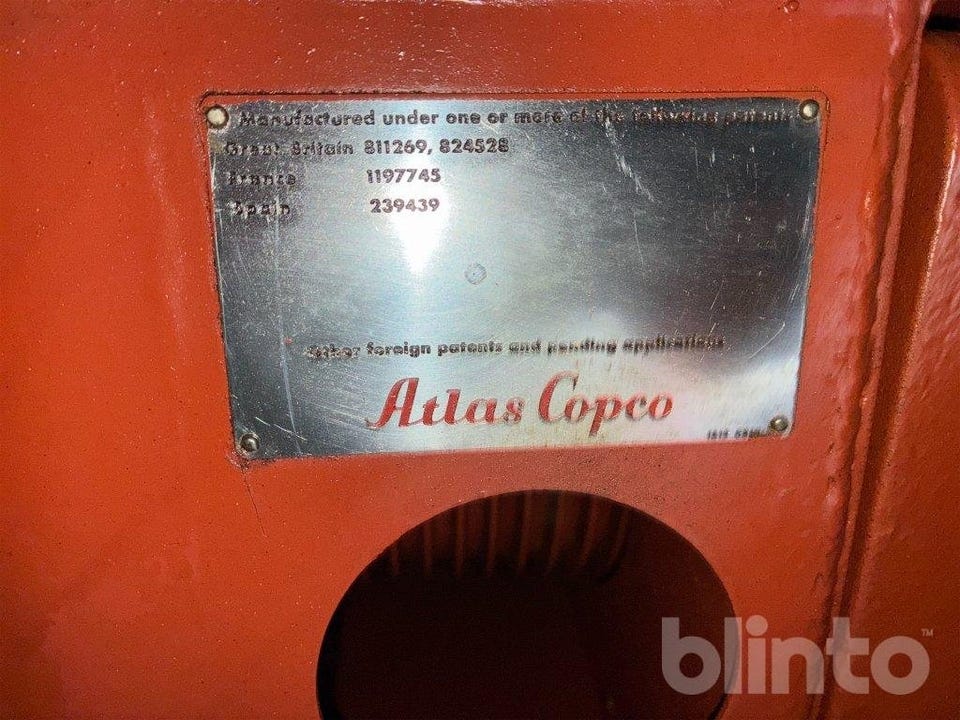 Manufactured under one or more of the following patents
Great Britain 811269, 824528
France 1197745
Spain 239439
Other foreign patents and pending applications
Atlas Copco
blinto™